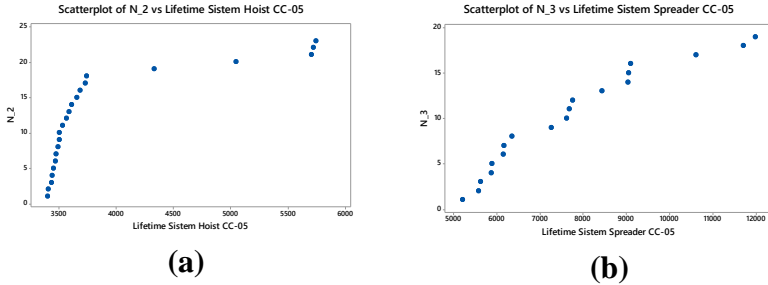 Scatterplot of N_2 vs Lifetime Sistem Hoist CC-05
25
20
15
10
5
0
N_2
3500 4000 4500 5000 5500 6000
Lifetime Sistem Hoist CC-05
(a)
Scatterplot of N_3 vs Lifetime Sistem Spreader CC-05
20
15
10
5
0
N_3
5000 6000 7000 8000 9000 10000 11000 12000
Lifetime Sistem Spreader CC-05
(b)